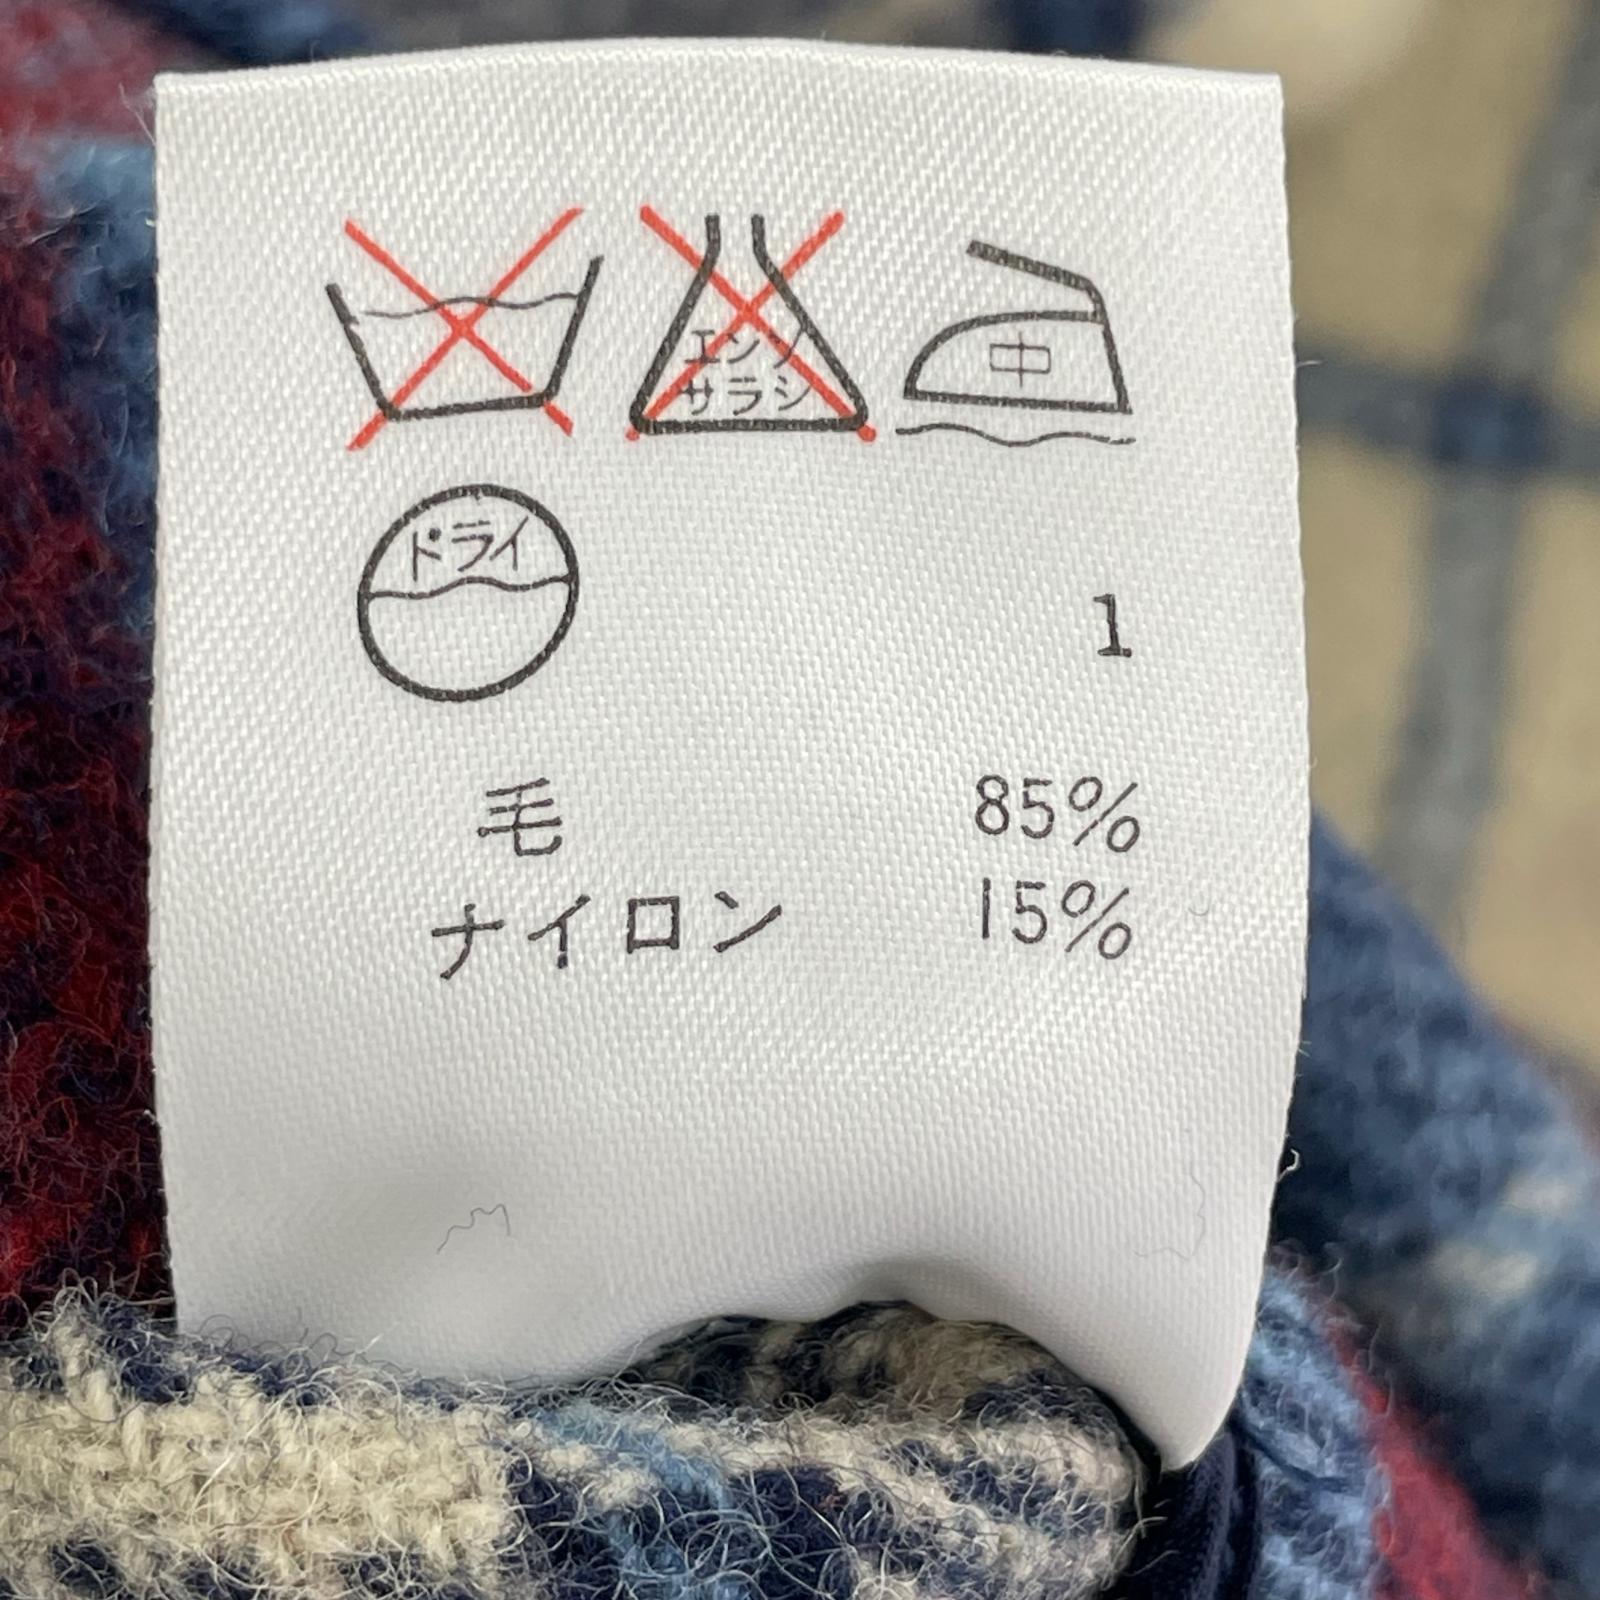 エンソ
サラシ
中
ドライ
1
毛 85%
ナイロン 15%